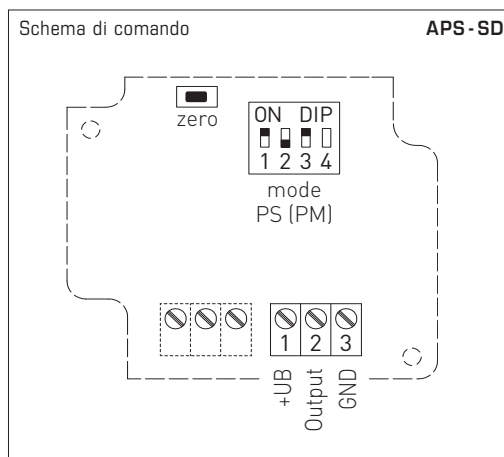 Schema di comando APS-SD
zero
ON DIP
1 2 3 4
mode
PS (PM)
1 2 3
+UB
Output
GND